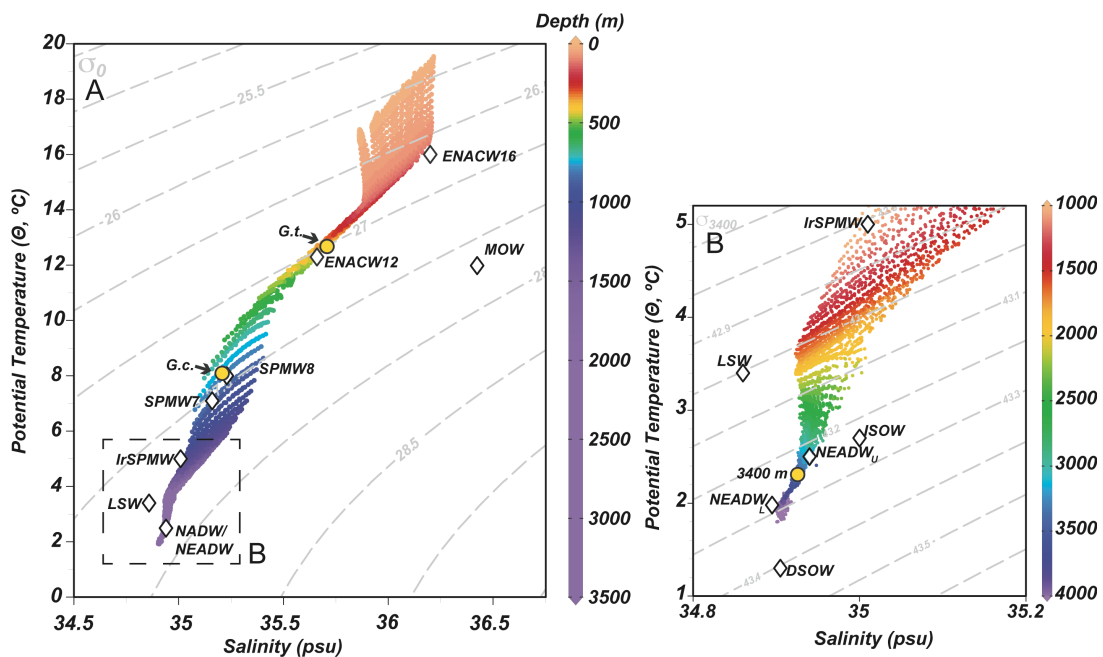 Depth (m)
σ0
A
20
18
16
14
12
10
8
6
4
2
0
34.5
35
35.5
36
36.5
Potential Temperature (Θ, ºC)
Salinity (psu)
25.5
26
27
28.5
ENACW16
MOW
G.t.
ENACW12
G.c.
SPMW8
SPMW7
IrSPMW
LSW
NADW/
NEADW
B
0
500
1000
1500
2000
2500
3000
3500
σ3400
B
5
4
3
2
1
34.8
35
35.2
Potential Temperature (Θ, ºC)
Salinity (psu)
42.9
43.1
43.2
43.3
43.4
43.5
IrSPMW
LSW
ISOW
NEADWU
3400 m
NEADWL
DSOW
1000
1500
2000
2500
3000
3500
4000